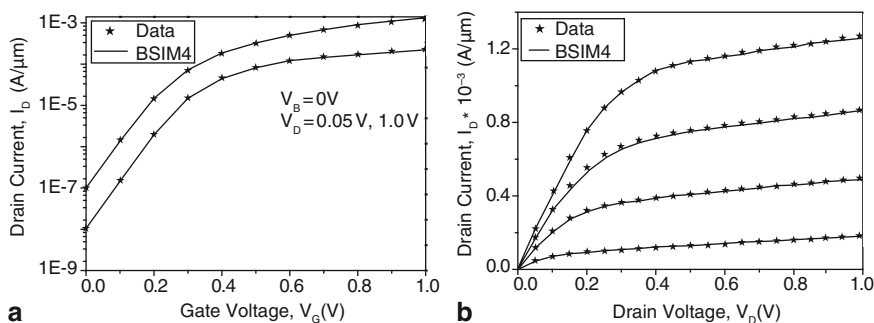 1E-3
1E-5
1E-7
1E-9
Drain Current, I_D (A/μm)
★ Data
— BSIM4
V_B=0V
V_D=0.05 V, 1.0 V
0.0 0.2 0.4 0.6 0.8 1.0
Gate Voltage, V_G(V)
a
1.2
0.8
0.4
0.0
Drain Current, I_D * 10⁻³ (A/μm)
★ Data
— BSIM4
0.0 0.2 0.4 0.6 0.8 1.0
Drain Voltage, V_D(V)
b